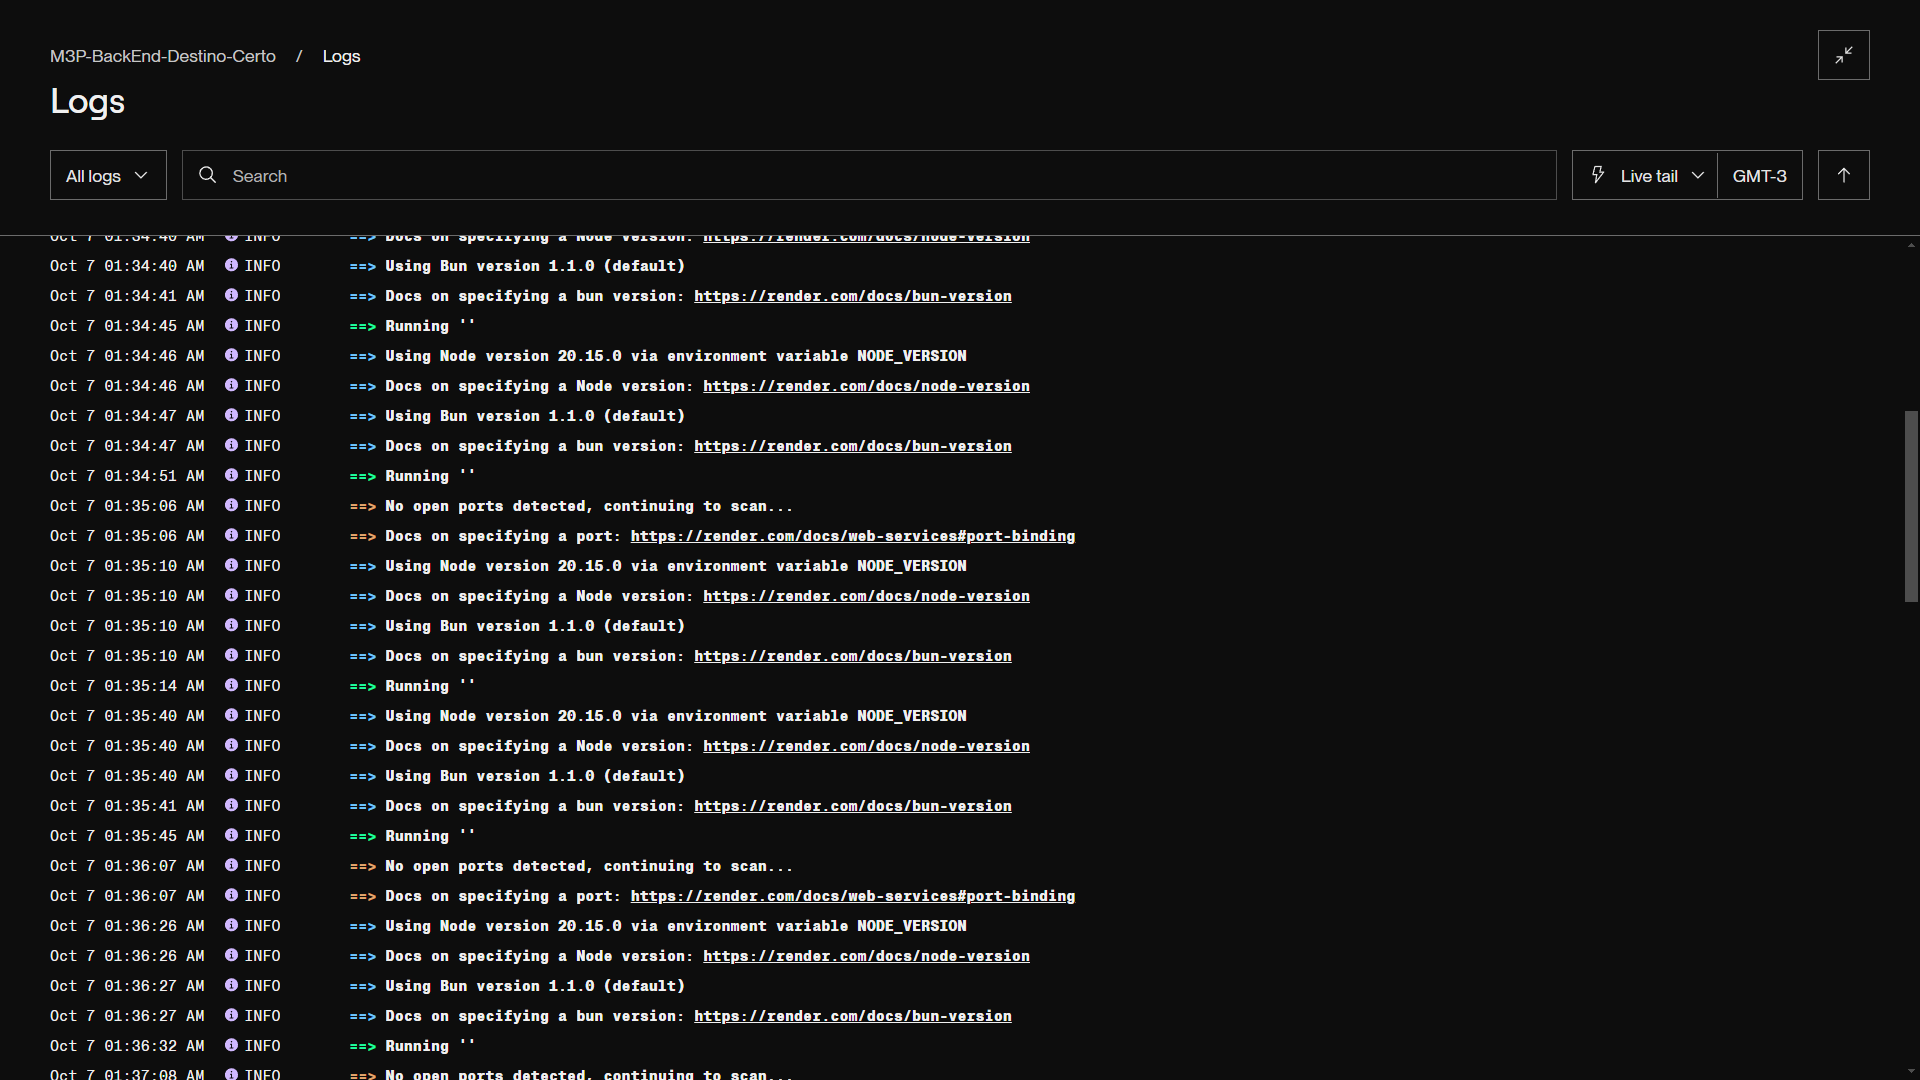 M3P-BackEnd-Destino-Certo / Logs
Logs
All logs Search Live tail GMT-3
Oct 7 01:34:40 AM INFO ==> Docs on specifying a Node version: https://render.com/docs/node-version
Oct 7 01:34:40 AM INFO ==> Using Bun version 1.1.0 (default)
Oct 7 01:34:41 AM INFO ==> Docs on specifying a bun version: https://render.com/docs/bun-version
Oct 7 01:34:45 AM INFO ==> Running ''
Oct 7 01:34:46 AM INFO ==> Using Node version 20.15.0 via environment variable NODE_VERSION
Oct 7 01:34:46 AM INFO ==> Docs on specifying a Node version: https://render.com/docs/node-version
Oct 7 01:34:47 AM INFO ==> Using Bun version 1.1.0 (default)
Oct 7 01:34:47 AM INFO ==> Docs on specifying a bun version: https://render.com/docs/bun-version
Oct 7 01:34:51 AM INFO ==> Running ''
Oct 7 01:35:06 AM INFO ==> No open ports detected, continuing to scan...
Oct 7 01:35:06 AM INFO ==> Docs on specifying a port: https://render.com/docs/web-services#port-binding
Oct 7 01:35:10 AM INFO ==> Using Node version 20.15.0 via environment variable NODE_VERSION
Oct 7 01:35:10 AM INFO ==> Docs on specifying a Node version: https://render.com/docs/node-version
Oct 7 01:35:10 AM INFO ==> Using Bun version 1.1.0 (default)
Oct 7 01:35:10 AM INFO ==> Docs on specifying a bun version: https://render.com/docs/bun-version
Oct 7 01:35:14 AM INFO ==> Running ''
Oct 7 01:35:40 AM INFO ==> Using Node version 20.15.0 via environment variable NODE_VERSION
Oct 7 01:35:40 AM INFO ==> Docs on specifying a Node version: https://render.com/docs/node-version
Oct 7 01:35:40 AM INFO ==> Using Bun version 1.1.0 (default)
Oct 7 01:35:41 AM INFO ==> Docs on specifying a bun version: https://render.com/docs/bun-version
Oct 7 01:35:45 AM INFO ==> Running ''
Oct 7 01:36:07 AM INFO ==> No open ports detected, continuing to scan...
Oct 7 01:36:07 AM INFO ==> Docs on specifying a port: https://render.com/docs/web-services#port-binding
Oct 7 01:36:26 AM INFO ==> Using Node version 20.15.0 via environment variable NODE_VERSION
Oct 7 01:36:26 AM INFO ==> Docs on specifying a Node version: https://render.com/docs/node-version
Oct 7 01:36:27 AM INFO ==> Using Bun version 1.1.0 (default)
Oct 7 01:36:27 AM INFO ==> Docs on specifying a bun version: https://render.com/docs/bun-version
Oct 7 01:36:32 AM INFO ==> Running ''
Oct 7 01:37:08 AM INFO ==> No open ports detected, continuing to scan...